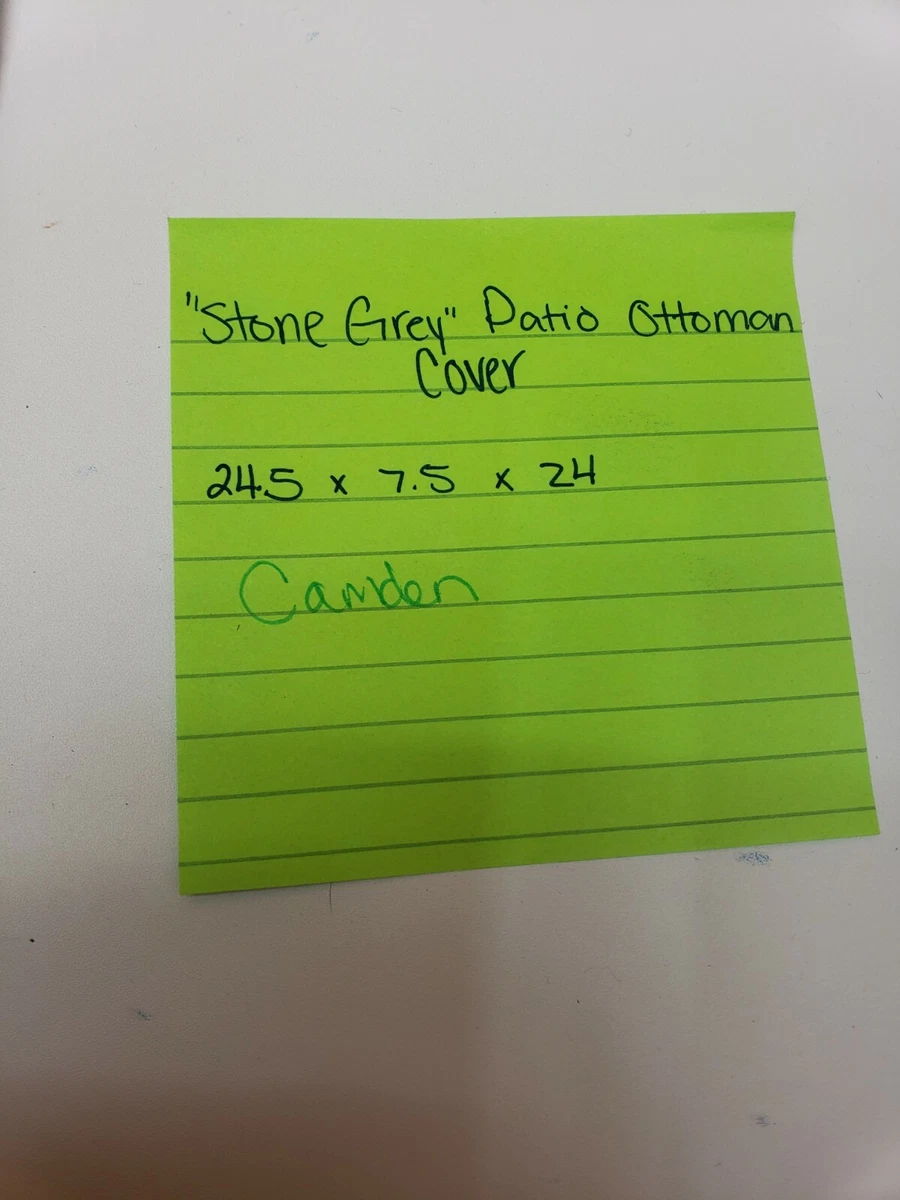 "Stone Grey" Patio Ottoman
Cover
24.5 x 7.5 x 24
Camden